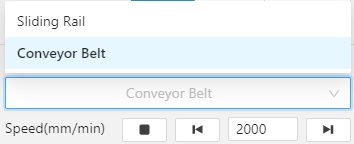 Sliding Rail
Conveyor Belt
Conveyor Belt
Speed(mm/min) 2000